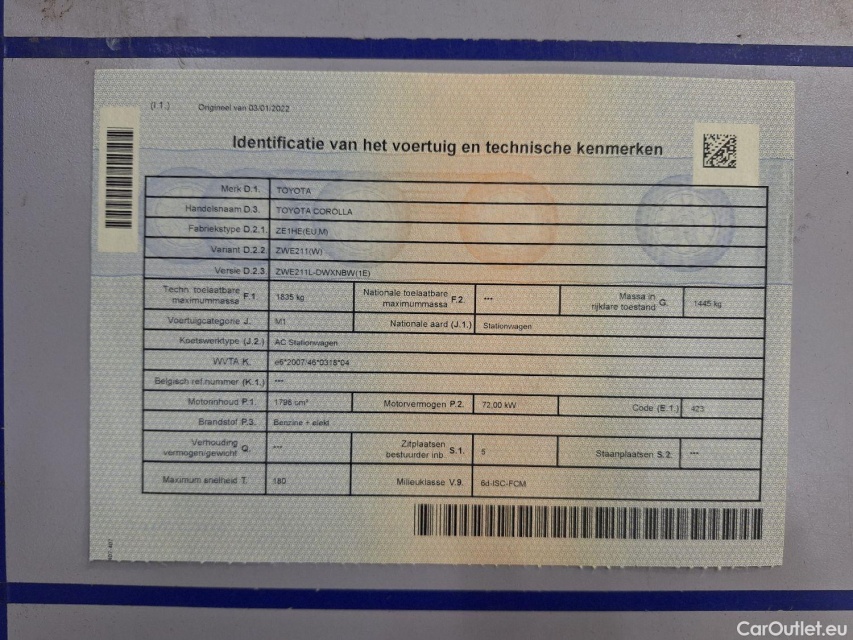 (I.1.) Origineel van 03/01/2022
Identificatie van het voertuig en technische kenmerken
Merk D.1. TOYOTA
Handelsnaam D.3. TOYOTA COROLLA
Fabriekstype D.2.1. ZE1HE(EU,M)
Variant D.2.2. ZWE211(W)
Versie D.2.3. ZWE211L-DWXNBW(1E)
Techn. toelaatbare maximummassa F.1 1835 kg Nationale toelaatbare maximummassa F.2. --- Massa in rijklare toestand G. 1445 kg
Voertuigcategorie J. M1 Nationale aard (J.1.) Stationwagen
Koetswerktype (J.2.) AC Stationwagen
WVTA K. e6*2007/46*0318*04
Belgisch ref.nummer (K.1.) ---
Motorinhoud P.1. 1798 cm³ Motorvermogen P.2. 72,00 kW Code (E.1.) 423
Brandstof P.3. Benzine + elekt
Verhouding vermogen/gewicht Q. --- Zitplaatsen bestuurder inb. S.1. 5 Staanplaatsen S.2. ---
Maximum snelheid T. 180 Milieuklasse V.9. 6d-ISC-FCM
CarOutlet.eu